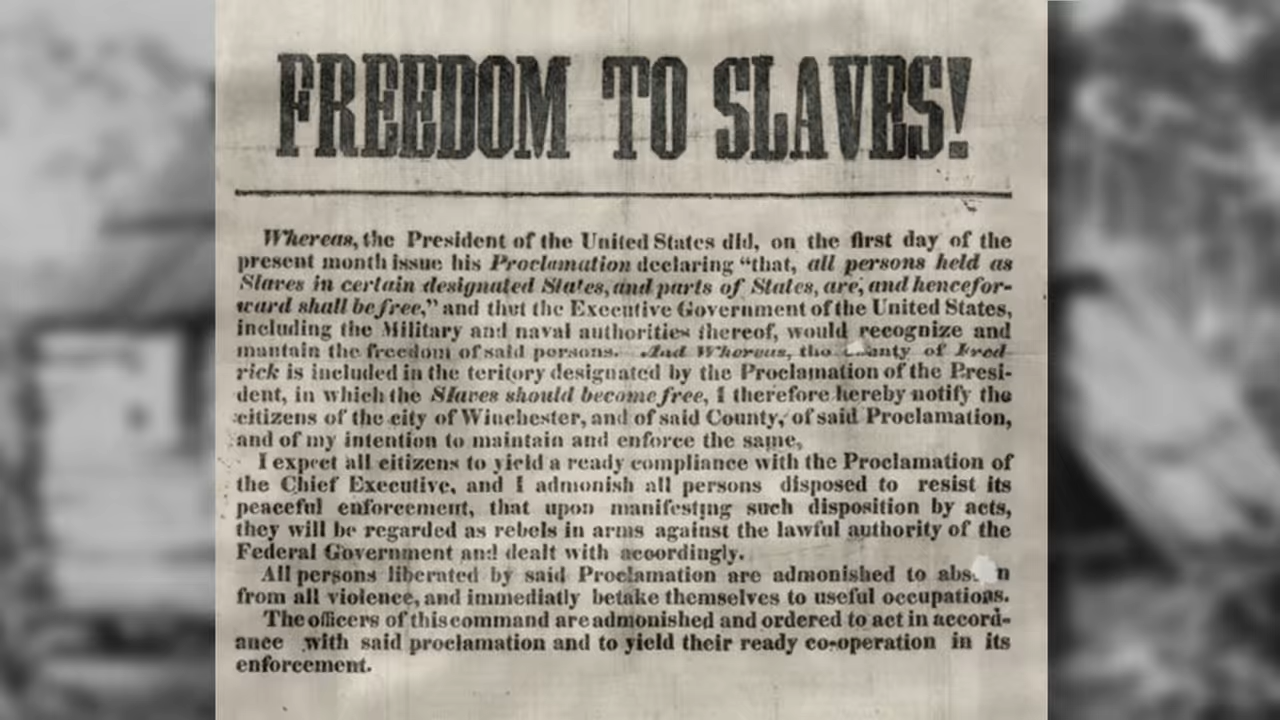 FREEDOM TO SLAVES!
Whereas, the President of the United States did, on the first day of the
present month issue his Proclamation declaring "that, all persons held as
Slaves in certain designated States, and parts of States, are, and hencefor-
ward shall be free," and that the Executive Government of the United States,
including the Military and naval authorities thereof, would recognize and
mantain the freedom of said persons. And Whereas, the County of Fred
rick is included in the teritory designated by the Proclamation of the Presi-
dent, in which the Slaves should become free, I therefore hereby notify the
citizens of the city of Winchester, and of said County, of said Proclamation,
and of my intention to maintain and enforce the same,
I expect all citizens to yield a ready compliance with the Proclamation of
the Chief Executive, and I admonish all persons disposed to resist its
peaceful enforcement, that upon manifesting such disposition by acts,
they will be regarded as rebels in arms against the lawful authority of the
Federal Government and dealt with accordingly.
All persons liberated by said Proclamation are admonished to
from all violence, and immediatly betake themselves to useful occupations.
The officers of this command are admonished and ordered to act in accord-
ance with said proclamation and to yield their ready co-operation in its
enforcement.